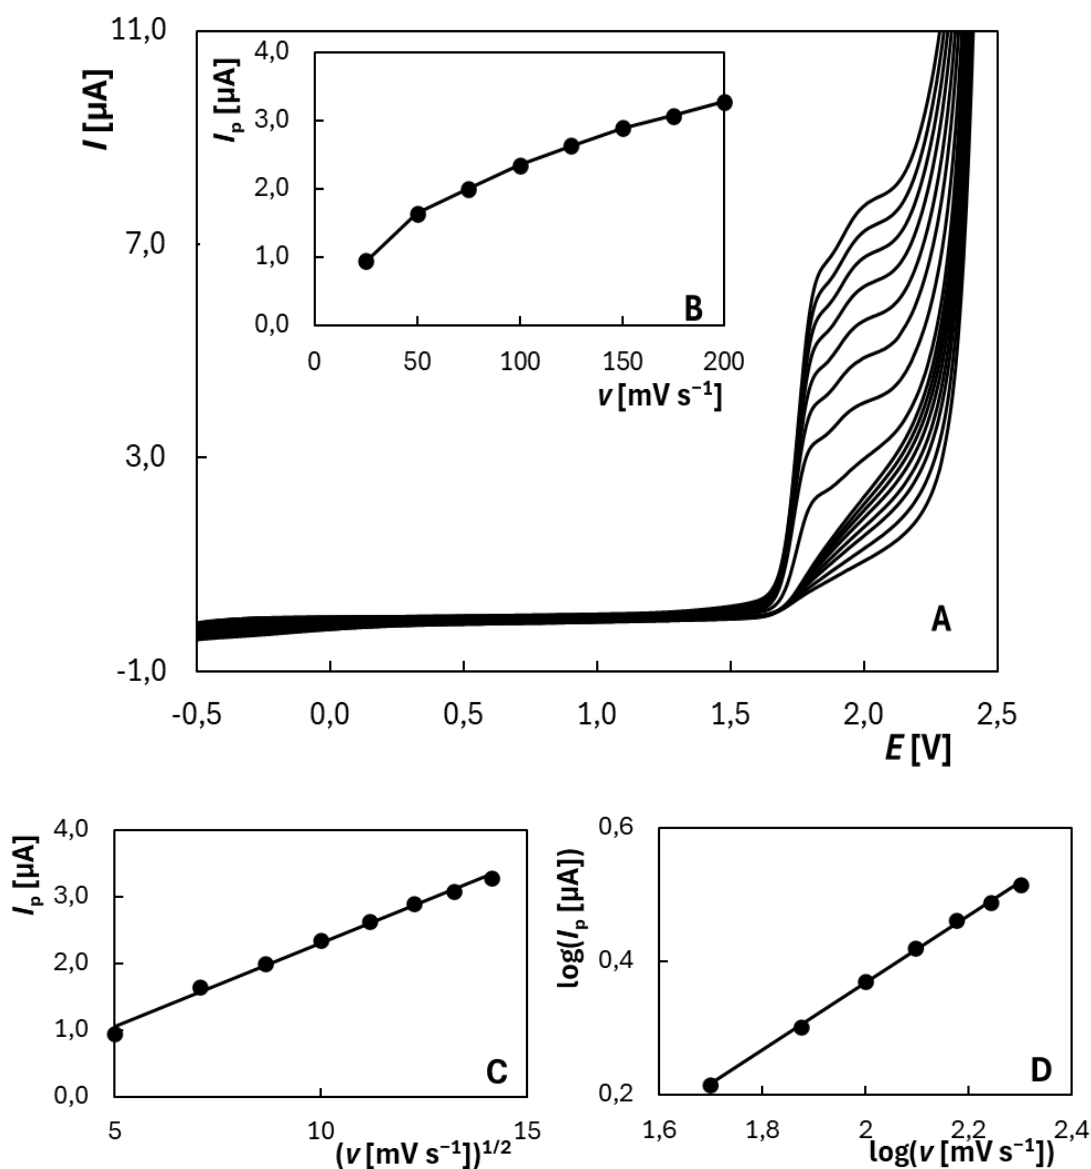 11,0
7,0
3,0
-1,0
I [µA]
-0,5 0,0 0,5 1,0 1,5 2,0 2,5
E [V]
A
4,0
3,0
2,0
1,0
0,0
Iₚ [µA]
0 50 100 150 200
v [mV s⁻¹]
B
4,0
3,0
2,0
1,0
0,0
Iₚ [µA]
5 10 15
(v [mV s⁻¹])¹/²
C
0,6
0,4
0,2
log(Iₚ [µA])
1,6 1,8 2 2,2 2,4
log(v [mV s⁻¹])
D